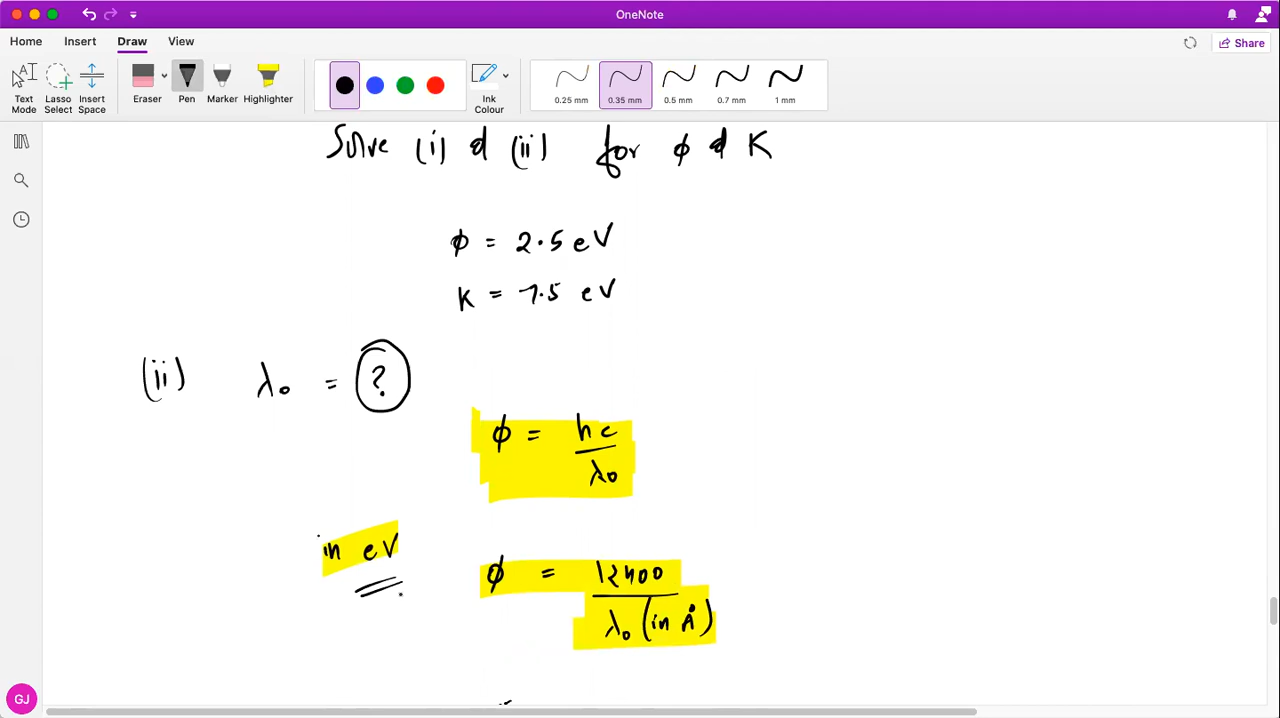 OneNote
Home Insert Draw View
Share
Text Mode
Lasso Select
Insert Space
Eraser
Pen
Marker
Highlighter
Ink Colour
0.25 mm
0.35 mm
0.5 mm
0.7 mm
1 mm
Solve (i) & (ii) for ϕ & K
ϕ = 2.5 eV
K = 7.5 eV
(ii) λ₀ = ?
ϕ = hc / λ₀
in eV ϕ = 12400 / λ₀ (in Å)
GJ